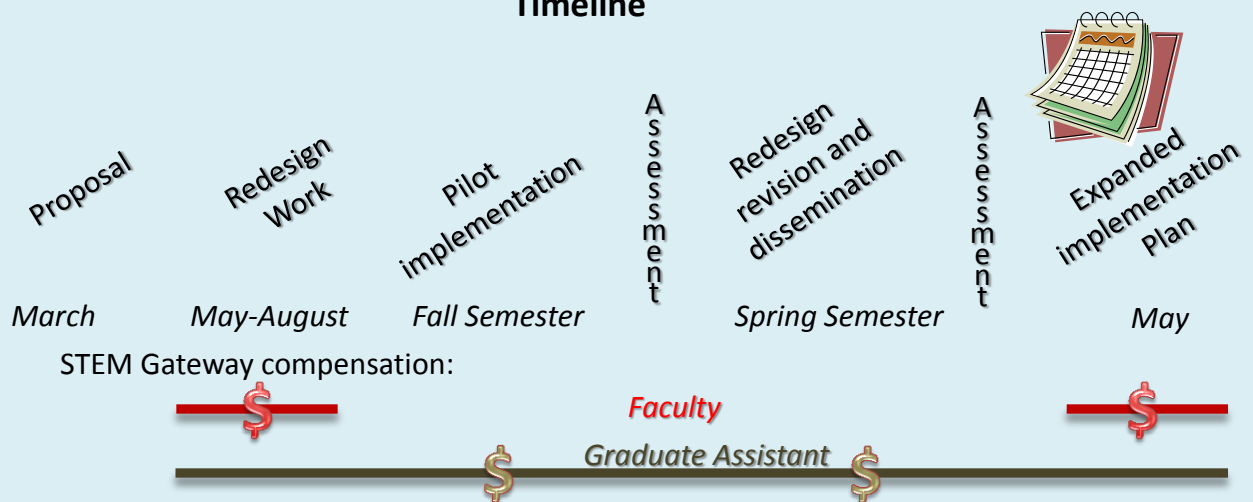 Timeline
Proposal
Redesign
Work
Pilot
implementation
Assessment
Redesign
revision and
dissemination
Assessment
Expanded
implementation
Plan
March
May-August
Fall Semester
Spring Semester
May
STEM Gateway compensation:
$
Faculty
$
Graduate Assistant
$
$